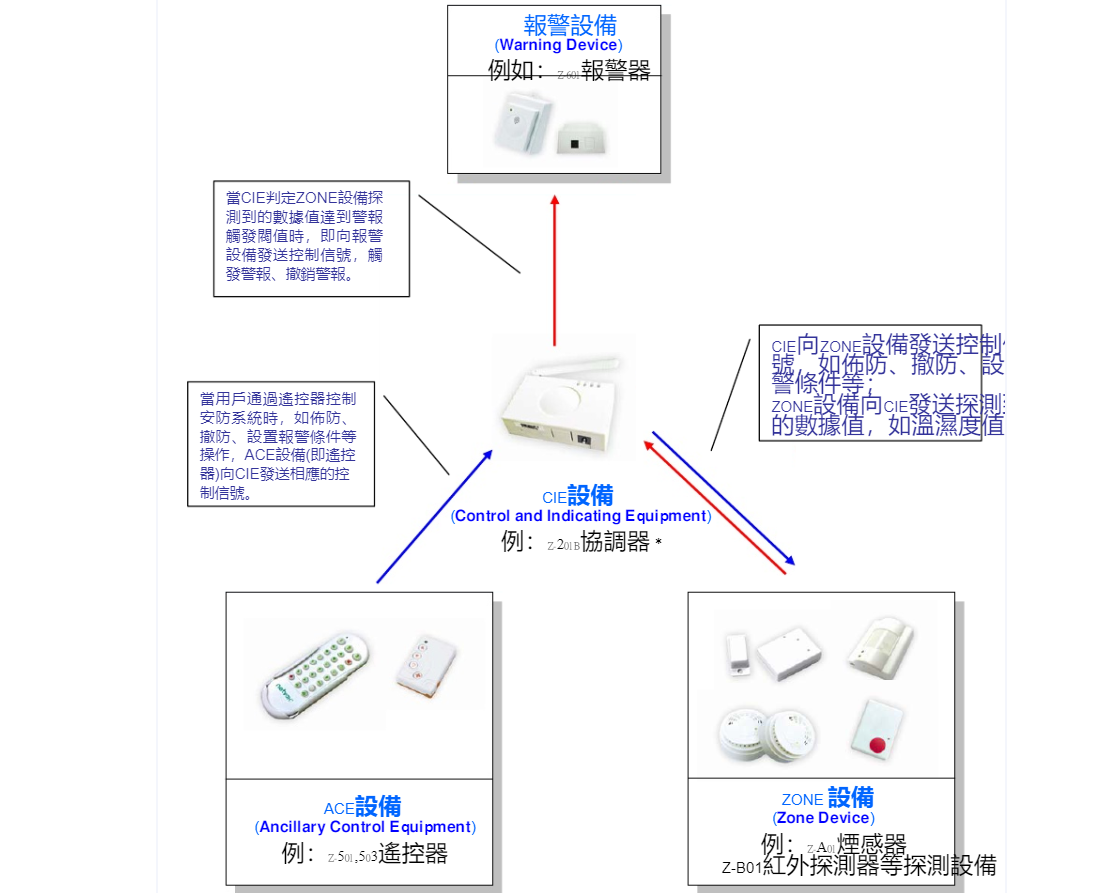 報警設備
(Warning Device)
例如：Z-601報警器
當CIE判定ZONE設備探
測到的數據值達到警報
觸發閥值時，即向報警
設備發送控制信號，觸
發警報、撤銷警報。
CIE向ZONE設備發送控制
號，如佈防、撤防、設
警條件等；
ZONE設備向CIE發送探測
的數據值，如溫濕度值
當用戶通過遙控器控制
安防系統時，如佈防、
撤防、設置報警條件等
操作，ACE設備(即遙控
器)向CIE發送相應的控
制信號。
CIE設備
(Control and Indicating Equipment)
例：Z-201B協調器 *
ACE設備
(Ancillary Control Equipment)
例：Z-501,503遙控器
ZONE 設備
(Zone Device)
例：Z-A01煙感器
Z-B01紅外探測器等探測設備